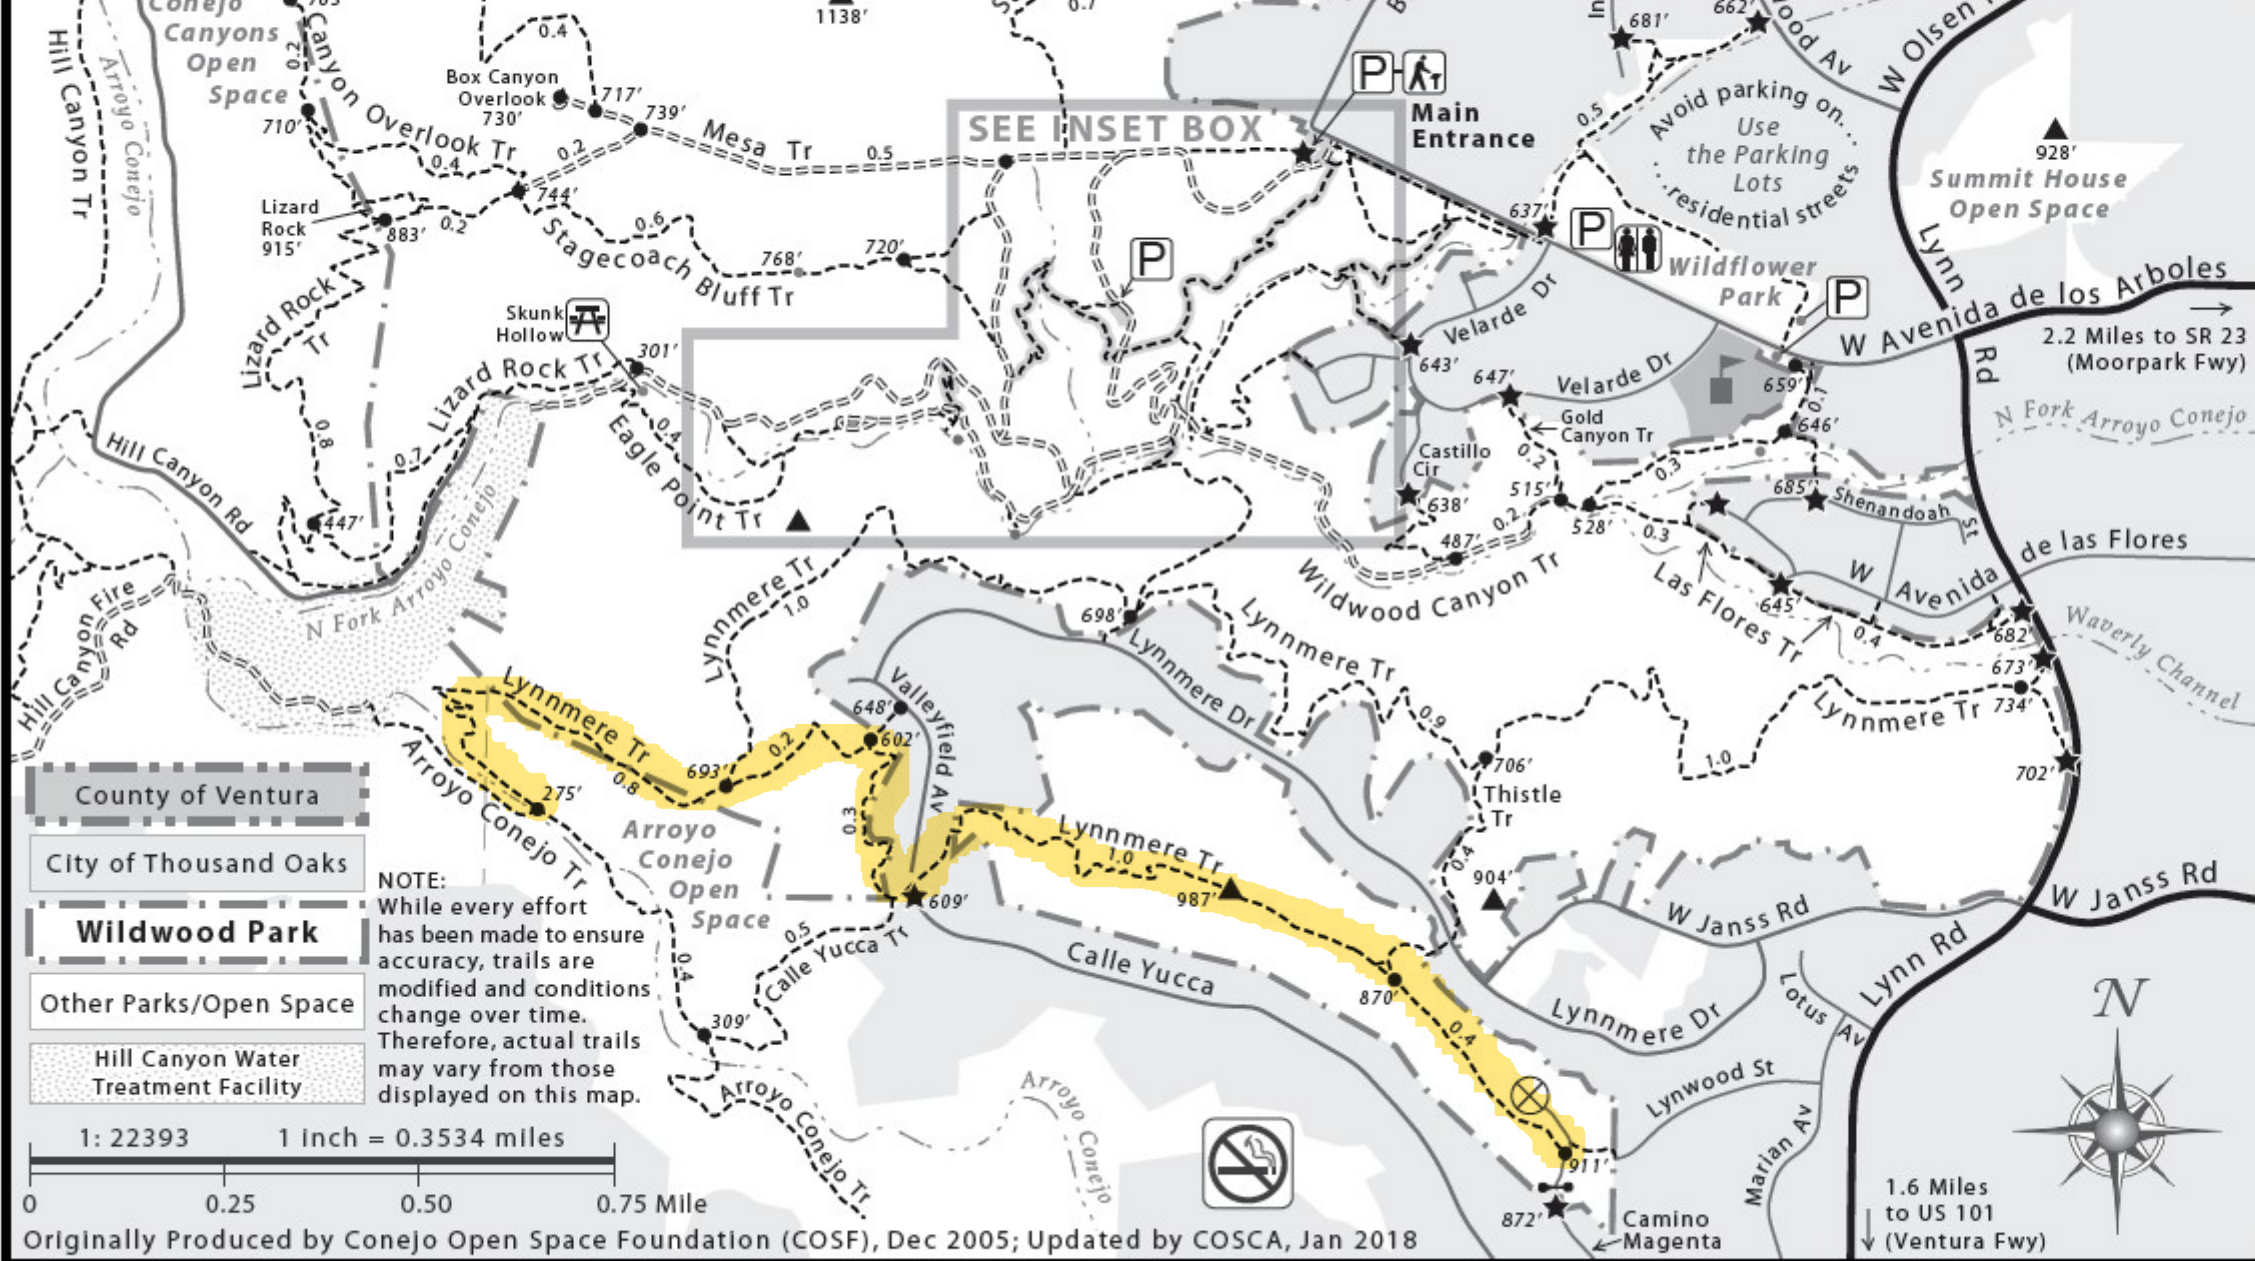 Conejo
Canyons
Open
Space
Hill Canyon Tr
Arroyo Conejo
0.2
710'
Canyon Overlook Tr
0.4
Box Canyon
Overlook
730'
0.4
717'
739'
1138'
0.7
Mesa Tr
0.5
0.2
744'
Lizard
Rock
915'
883'
0.2
Stagecoach Bluff Tr
0.6
768'
720'
SEE INSET BOX
P
P
Main
Entrance
681'
662'
0.5
Avoid parking on...
Use
the Parking
Lots
...residential streets
W Olsen
928'
Summit House
Open Space
637'
P
Wildflower
Park
P
Lynn Rd
W Avenida de los Arboles
2.2 Miles to SR 23
(Moorpark Fwy)
Velarde Dr
643'
647'
Velarde Dr
659'
0.1
646'
Gold
Canyon Tr
0.2
0.3
N Fork Arroyo Conejo
Castillo
Cir
638'
515'
528'
487'
0.2
0.3
685'
Shenandoah St
Las Flores Tr
645'
0.4
W Avenida de las Flores
682'
673'
Waverly Channel
Lizard Rock Tr
0.8
447'
Skunk
Hollow
301'
Lizard Rock Tr
0.7
Eagle Point Tr
0.4
Hill Canyon Rd
N Fork Arroyo Conejo
Hill Canyon Fire Rd
Wildwood Canyon Tr
Lynnmere Tr
1.0
698'
Lynnmere Tr
0.9
Lynnmere Dr
Lynnmere Tr
734'
1.0
702'
706'
Thistle
Tr
0.4
904'
Lynnmere Tr
0.8
693'
0.2
648'
602'
Valleyfield Av
0.3
275'
Arroyo Conejo Tr
Arroyo
Conejo
Open
Space
609'
Lynnmere Tr
1.0
987'
0.5
Calle Yucca Tr
0.4
309'
Calle Yucca
870'
0.4
W Janss Rd
W Janss Rd
Lynn Rd
Lotus Av
Lynnmere Dr
Lynwood St
Marian Av
911'
872'
Camino
Magenta
Arroyo Conejo Tr
Arroyo Conejo
N
1.6 Miles
to US 101
(Ventura Fwy)
County of Ventura
City of Thousand Oaks
Wildwood Park
Other Parks/Open Space
Hill Canyon Water
Treatment Facility
NOTE:
While every effort
has been made to ensure
accuracy, trails are
modified and conditions
change over time.
Therefore, actual trails
may vary from those
displayed on this map.
1: 22393 1 inch = 0.3534 miles
0 0.25 0.50 0.75 Mile
Originally Produced by Conejo Open Space Foundation (COSF), Dec 2005; Updated by COSCA, Jan 2018